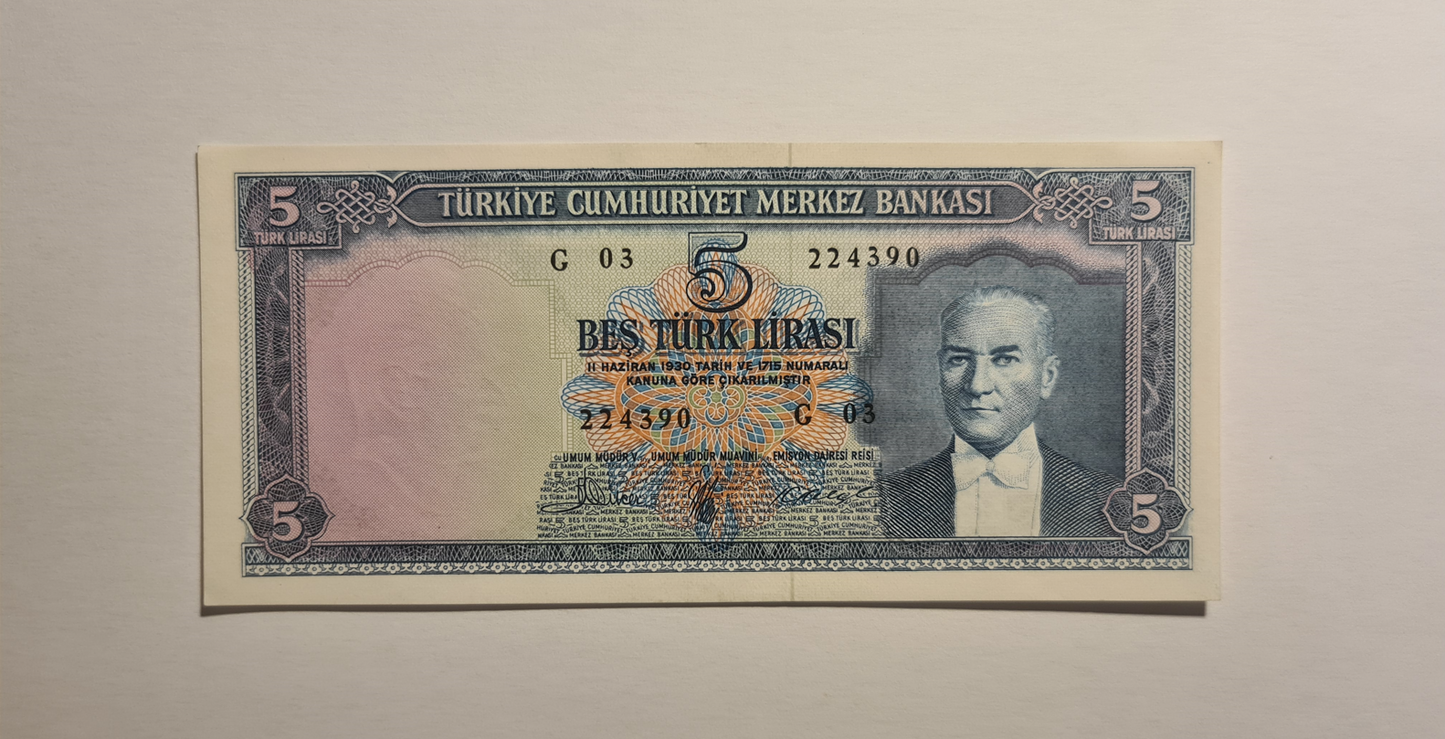 5 TÜRKİYE CUMHURİYET MERKEZ BANKASI 5
TÜRK LİRASI TÜRK LİRASI
G 03 5 224390
BEŞ TÜRK LİRASI
11 HAZİRAN 1930 TARİH VE 1715 NUMARALI
KANUNA GÖRE ÇIKARILMIŞTIR
224390 G 03
UMUM MÜDÜR V. UMUM MÜDÜR MUAVİNİ EMİSYON DAİRESİ REİSİ
5 5